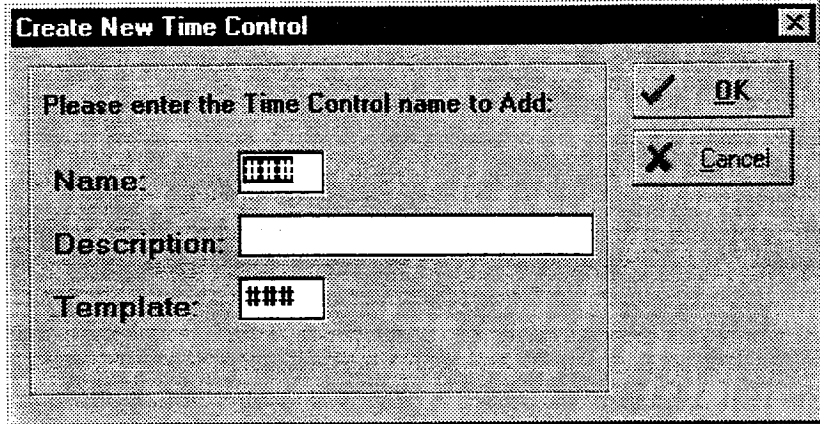 Create New Time Control
Please enter the Time Control name to Add:
OK
Cancel
Name: ###
Description:
Template: ###